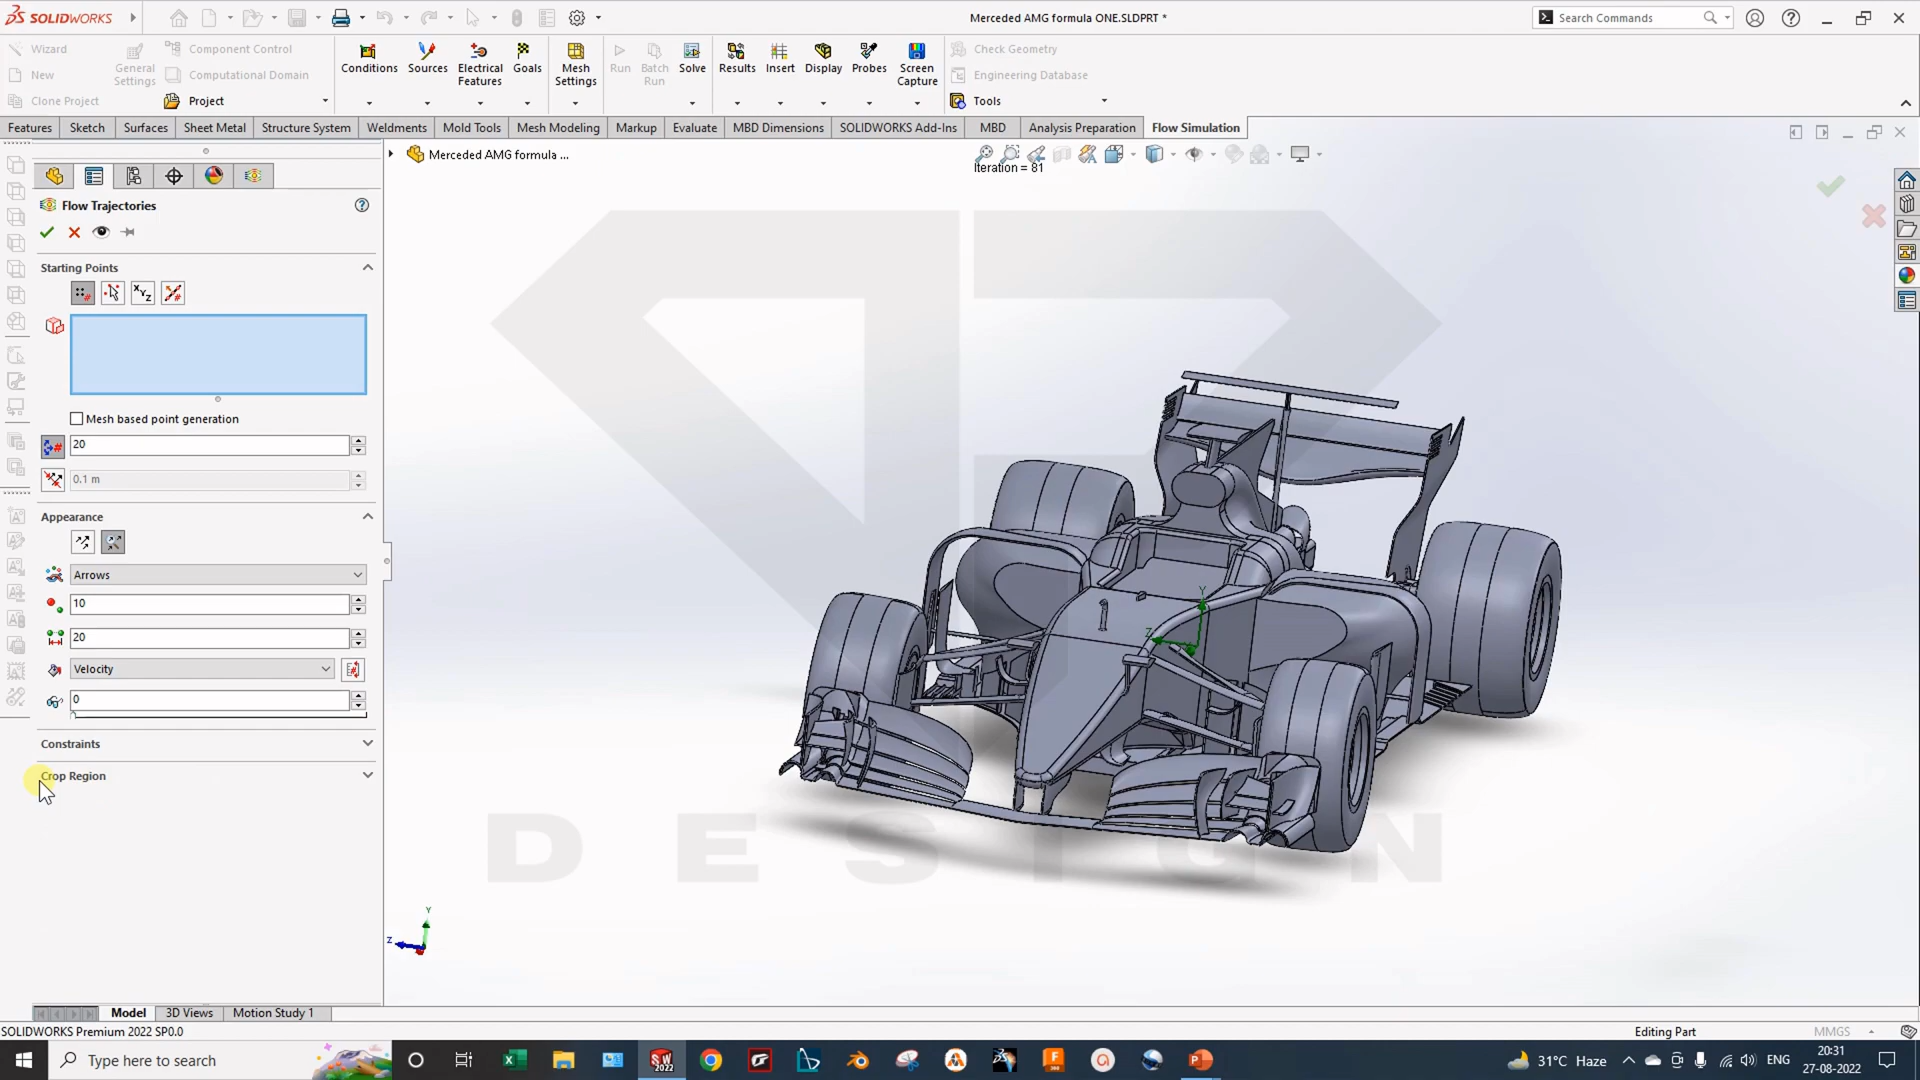 SOLIDWORKS
Merceded AMG formula ONE.SLDPRT *
Search Commands
Wizard
New
Clone Project
General Settings
Component Control
Computational Domain
Project
Conditions
Sources
Electrical Features
Goals
Mesh Settings
Run
Batch Run
Solve
Results
Insert
Display
Probes
Screen Capture
Check Geometry
Engineering Database
Tools
Features
Sketch
Surfaces
Sheet Metal
Structure System
Weldments
Mold Tools
Mesh Modeling
Markup
Evaluate
MBD Dimensions
SOLIDWORKS Add-Ins
MBD
Analysis Preparation
Flow Simulation
Merceded AMG formula ...
Iteration = 81
Flow Trajectories
Starting Points
Mesh based point generation
20
0.1 m
Appearance
Arrows
10
20
Velocity
0
Constraints
Crop Region
Y
Z
DESIGN
Y
Z
Model
3D Views
Motion Study 1
SOLIDWORKS Premium 2022 SP0.0
Editing Part
MMGS
Type here to search
31°C Haze
ENG
20:31
27-08-2022